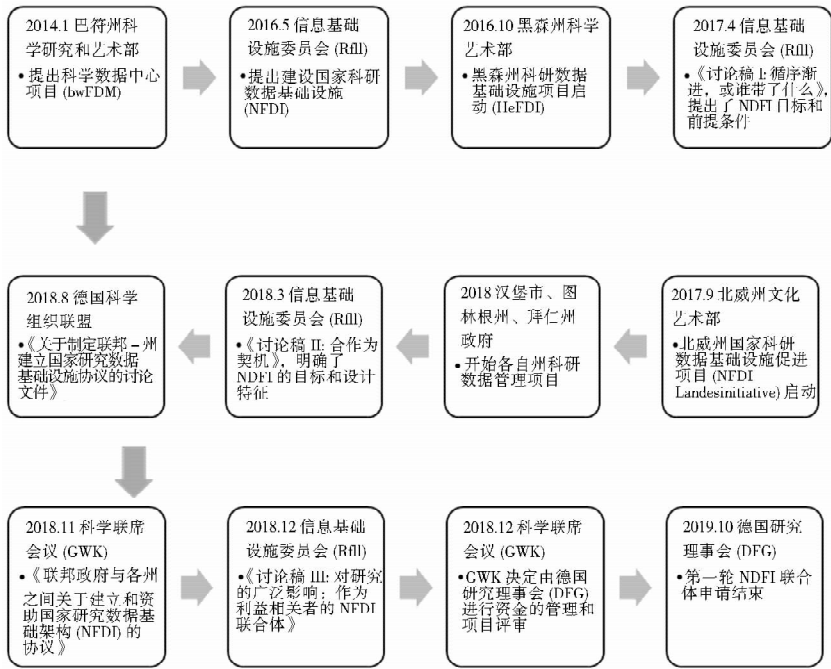 2014.1 巴符州科
学研究和艺术部
• 提出科学数据中心
项目 (bwFDM)
2016.5 信息基础
设施委员会 (RfII)
• 提出建设国家科研
数据基础设施
(NFDI)
2016.10 黑森州科学
艺术部
• 黑森州科研数据
基础设施项目启
动 (HeFDI)
2017.4 信息基础
设施委员会 (RfII)
• 《讨论稿 I: 循序渐
进，或谁带了什么》,
提出了 NDFI 目标和
前提条件
2018.8 德国科学
组织联盟
• 《关于制定联邦－州
建立国家研究数据
基础设施协议的讨论
文件》
2018.3 信息基础
设施委员会 (RfII)
• 《讨论稿 II: 合作为
契机》，明确了
NDFI 的目标和设计
特征
2018 汉堡市、图
林根州、拜仁州
政府
• 开始各自州科研
数据管理项目
2017.9 北威州文化
艺术部
• 北威州国家科研
数据基础设施促进
项目 (NFDI
Landesinitiative) 启动
2018.11 科学联席
会议 (GWK)
• 《联邦政府与各州
之间关于建立和资
助国家研究数据基
础架构 (NFDI) 的
协议》
2018.12 信息基础
设施委员会 (RfII)
• 《讨论稿 III: 对研究
的广泛影响：作为
利益相关者的 NFDI
联合体》
2018.12 科学联席
会议 (GWK)
• GWK 决定由德国
研究理事会 (DFG)
进行资金的管理和
项目评审
2019.10 德国研究
理事会 (DFG)
• 第一轮 NDFI 联合
体申请结束